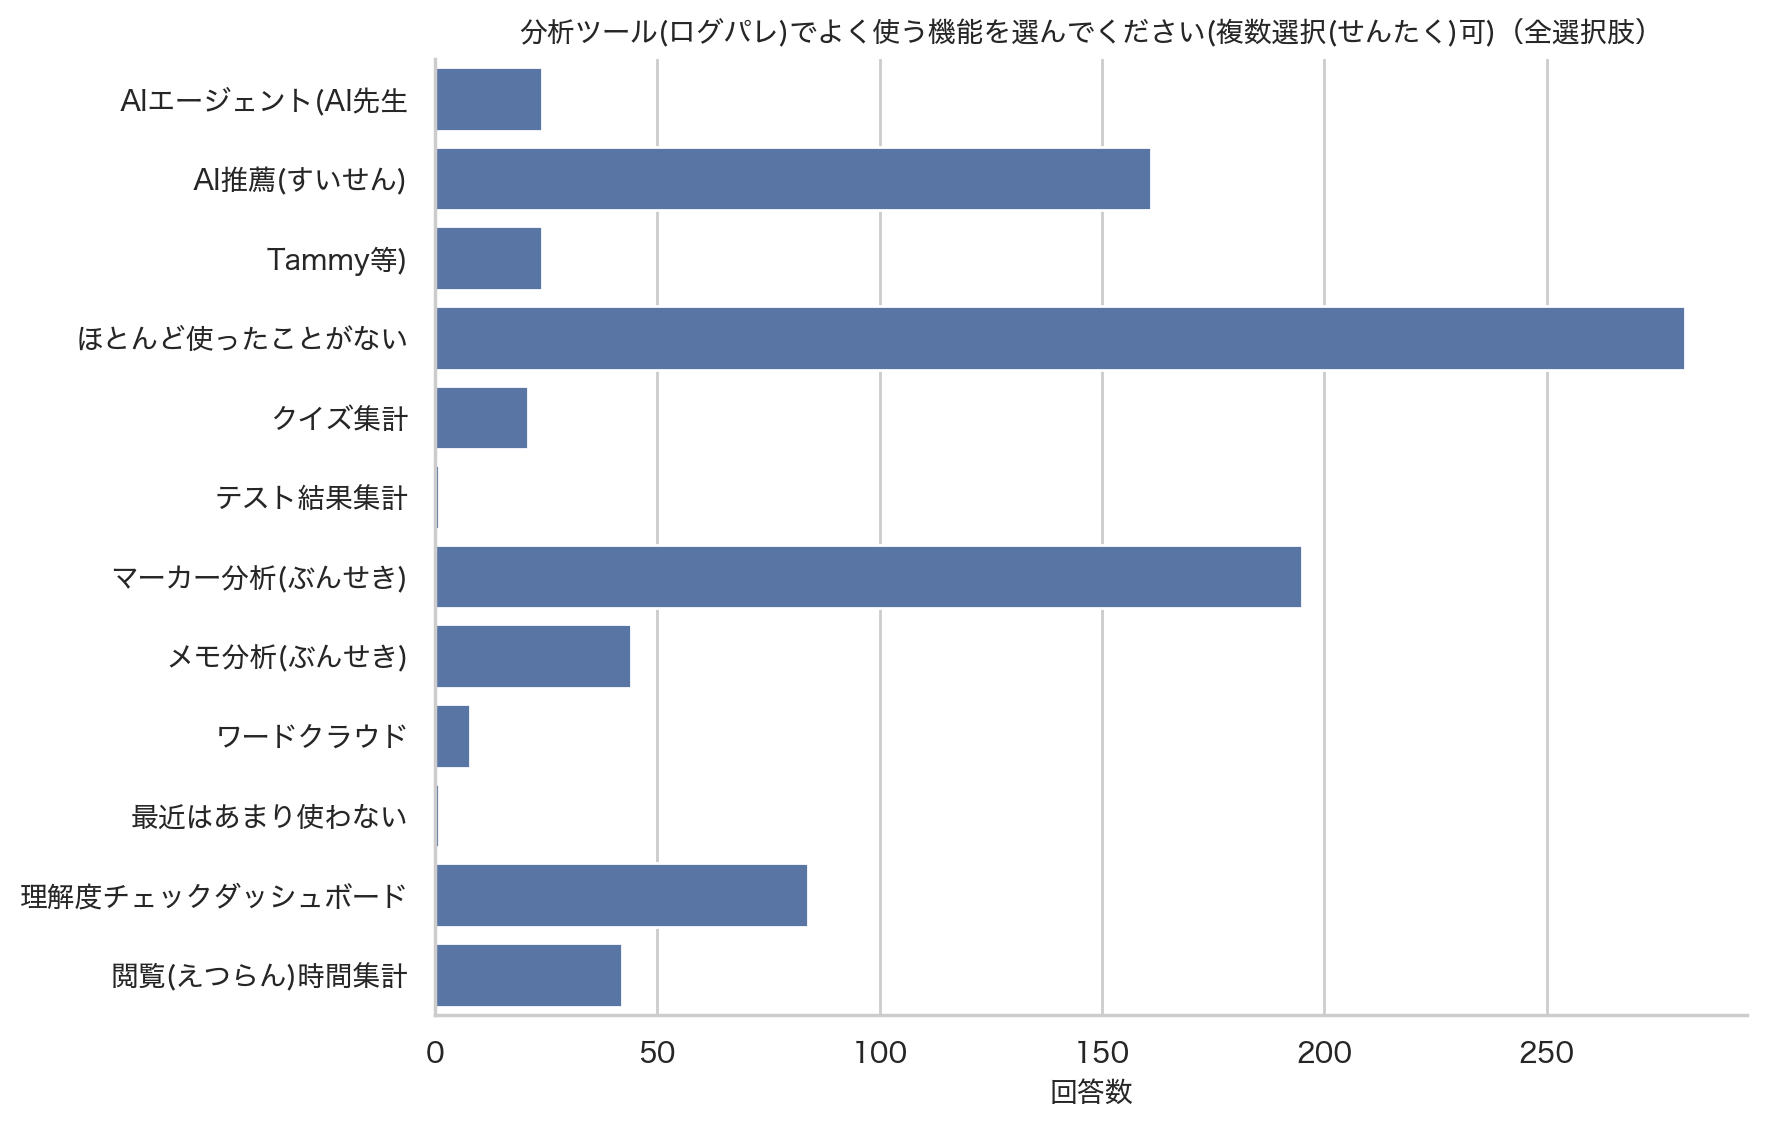 分析ツール(ログパレ)でよく使う機能を選んでください(複数選択(せんたく)可)（全選択肢）
AIエージェント(AI先生
AI推薦(すいせん)
Tammy等)
ほとんど使ったことがない
クイズ集計
テスト結果集計
マーカー分析(ぶんせき)
メモ分析(ぶんせき)
ワードクラウド
最近はあまり使わない
理解度チェックダッシュボード
閲覧(えつらん)時間集計
0 50 100 150 200 250
回答数